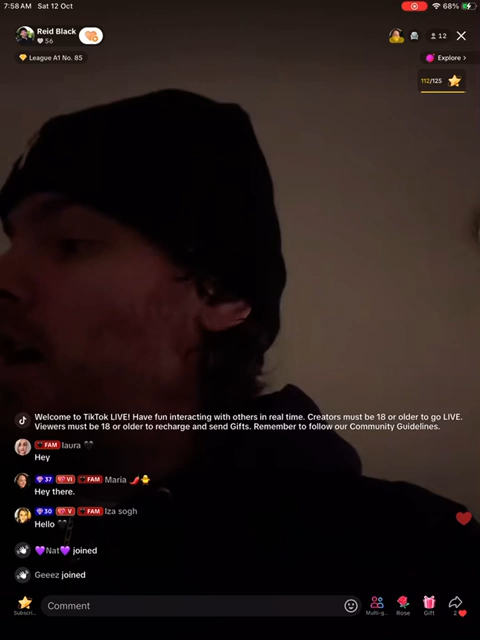 7:58 AM Sat 12 Oct
68%
Reid Black
56
12
League A1 No. 85
Explore >
112/125
Welcome to TikTok LIVE! Have fun interacting with others in real time. Creators must be 18 or older to go LIVE.
Viewers must be 18 or older to recharge and send Gifts. Remember to follow our Community Guidelines.
FAM laura 🖤
Hey
37 VI FAM Maria 🌶️🐥
Hey there.
30 V FAM Iza sogh
Hello 🖤
💜Nat💜 joined
Geeez joined
Comment
Subscri...
Multi-g...
Rose
Gift
2